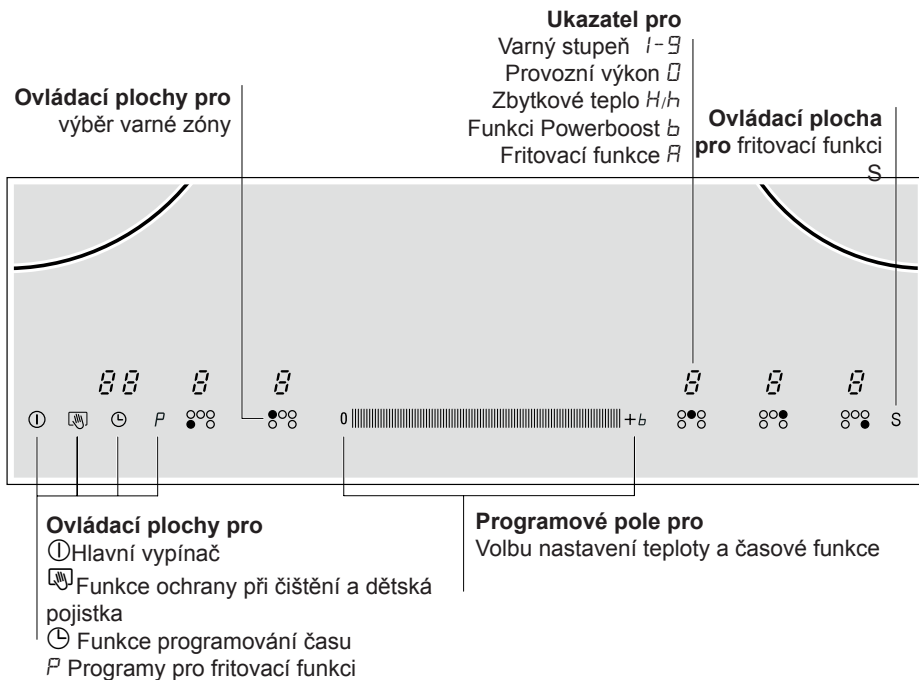 Ukazatel pro
Varný stupeň 1-9
Provozní výkon 0
Zbytkové teplo H/h
Funkci Powerboost b
Fritovací funkce A
Ovládací plochy pro
výběr varné zóny
Ovládací plocha
pro fritovací funkci
S
88 8 8 8 8 8
P 0 +b S
Ovládací plochy pro
Hlavní vypínač
Funkce ochrany při čištění a dětská
pojistka
Funkce programování času
P Programy pro fritovací funkci
Programové pole pro
Volbu nastavení teploty a časové funkce